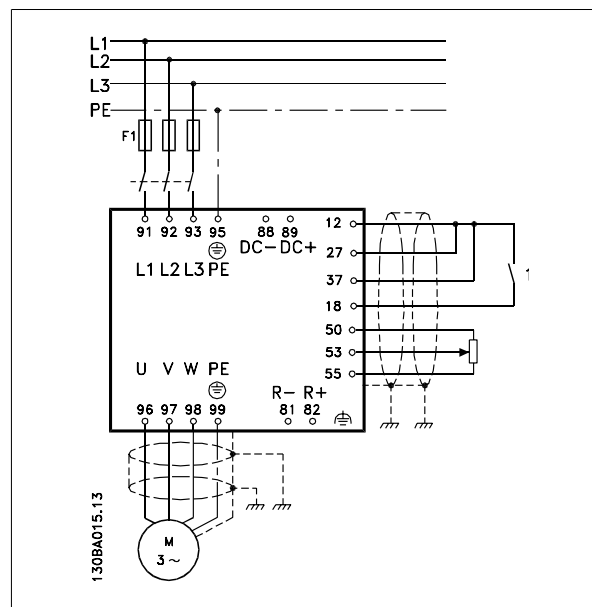 L1
L2
L3
PE
F1
91 92 93 95 88 89
DC- DC+
L1 L2 L3 PE
12
27
37
18
50
53
55
1
U V W PE
R- R+
96 97 98 99 81 82
M
3 ~
130BA015.13